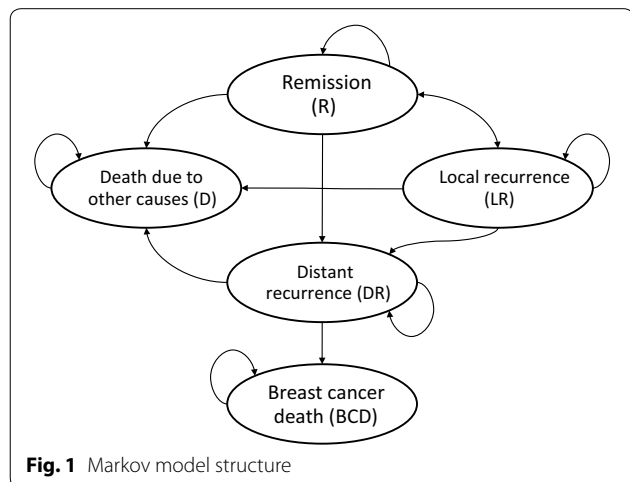 Remission
(R)
Death due to
other causes (D)
Local recurrence
(LR)
Distant
recurrence (DR)
Breast cancer
death (BCD)
Fig. 1 Markov model structure